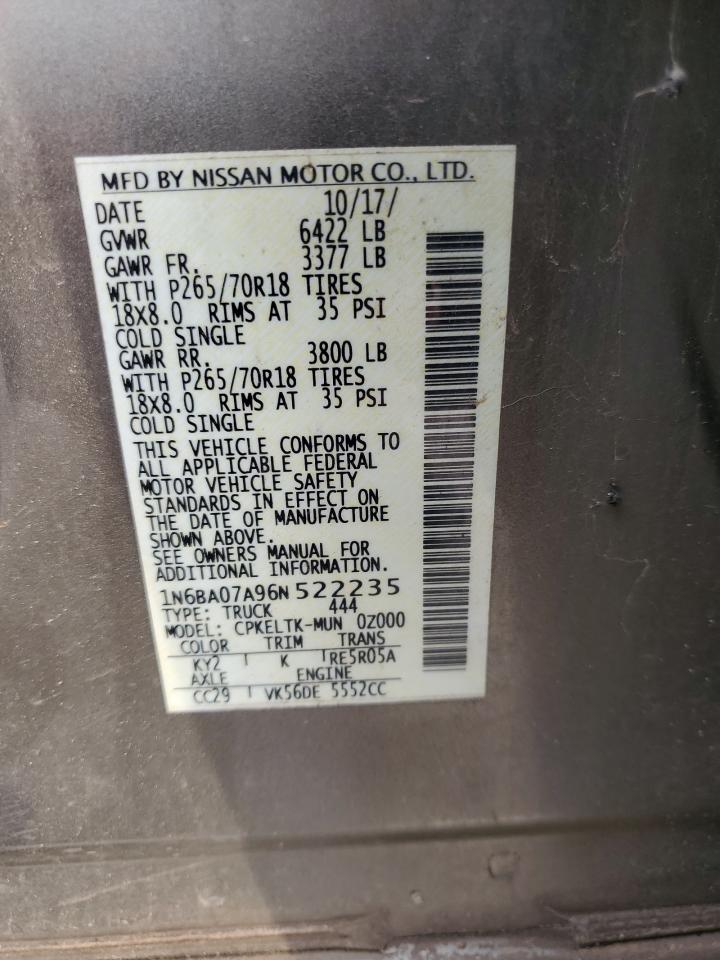 MFD BY NISSAN MOTOR CO., LTD.
DATE 10/17/
GVWR 6422 LB
GAWR FR. 3377 LB
WITH P265/70R18 TIRES
18X8.0 RIMS AT 35 PSI
COLD SINGLE
GAWR RR. 3800 LB
WITH P265/70R18 TIRES
18X8.0 RIMS AT 35 PSI
COLD SINGLE
THIS VEHICLE CONFORMS TO
ALL APPLICABLE FEDERAL
MOTOR VEHICLE SAFETY
STANDARDS IN EFFECT ON
THE DATE OF MANUFACTURE
SHOWN ABOVE.
SEE OWNERS MANUAL FOR
ADDITIONAL INFORMATION.
1N6BA07A96N522235
TYPE: TRUCK 444
MODEL: CPKELTK-MUN 0Z000
COLOR TRIM TRANS
KY2 K RE5R05A
AXLE ENGINE
CC29 VK56DE 5552CC